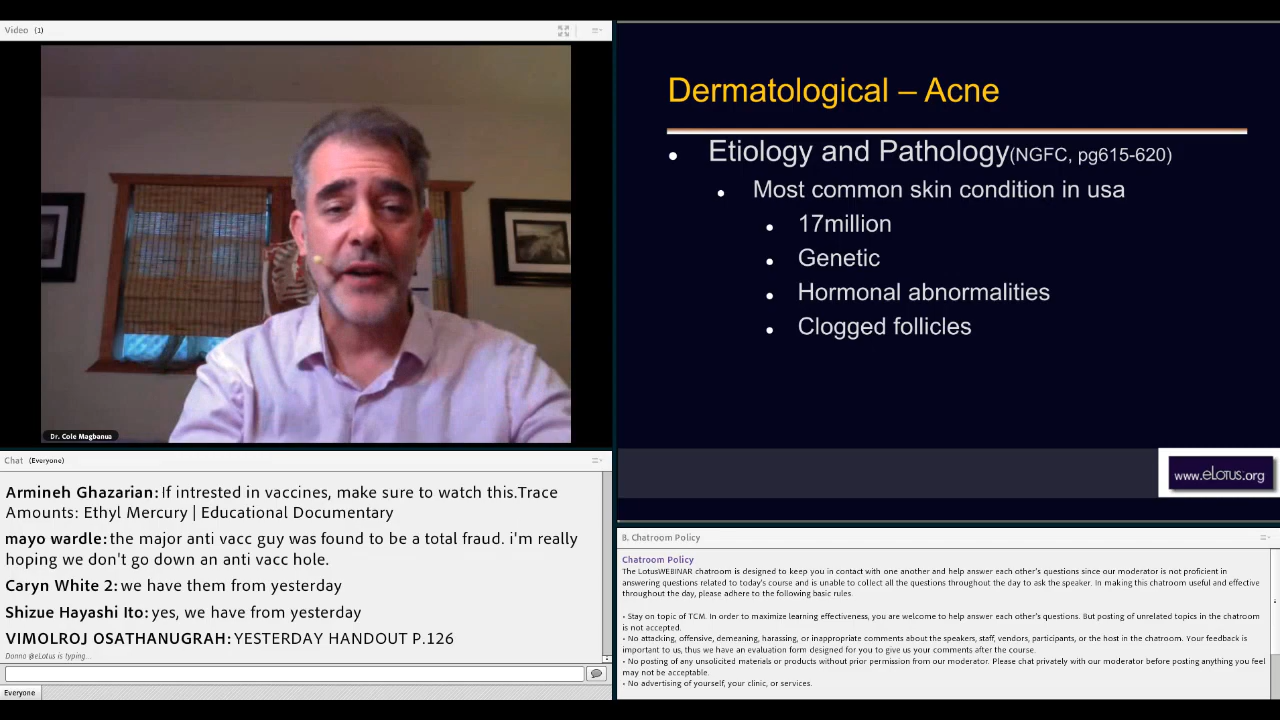 Video (1)
Dr. Cole Magbanua
Dermatological – Acne
Etiology and Pathology(NGFC, pg615-620)
Most common skin condition in usa
17million
Genetic
Hormonal abnormalities
Clogged follicles
www.eLotus.org
Chat (Everyone)
Armineh Ghazarian: If intrested in vaccines, make sure to watch this.Trace
Amounts: Ethyl Mercury | Educational Documentary
mayo wardle: the major anti vacc guy was found to be a total fraud. i'm really
hoping we don't go down an anti vacc hole.
Caryn White 2: we have them from yesterday
Shizue Hayashi Ito: yes, we have from yesterday
VIMOLROJ OSATHANUGRAH: YESTERDAY HANDOUT P.126
Donna @eLotus is typing...
Everyone
8. Chatroom Policy
Chatroom Policy
The LotusWEBINAR chatroom is designed to keep you in contact with one another and help answer each other's questions since our moderator is not proficient in
answering questions related to today's course and is unable to collect all the questions throughout the day to ask the speaker. In making this chatroom useful and effective
throughout the day, please adhere to the following basic rules.
• Stay on topic of TCM. In order to maximize learning effectiveness, you are welcome to help answer each other's questions. But posting of unrelated topics in the chatroom
is not accepted.
• No attacking, offensive, demeaning, harassing, or inappropriate comments about the speakers, staff, vendors, participants, or the host in the chatroom. Your feedback is
important to us, thus we have an evaluation form designed for you to give us your comments after the course.
• No posting of any unsolicited materials or products without prior permission from our moderator. Please chat privately with our moderator before posting anything you feel
may not be acceptable.
• No advertising of yourself, your clinic, or services.